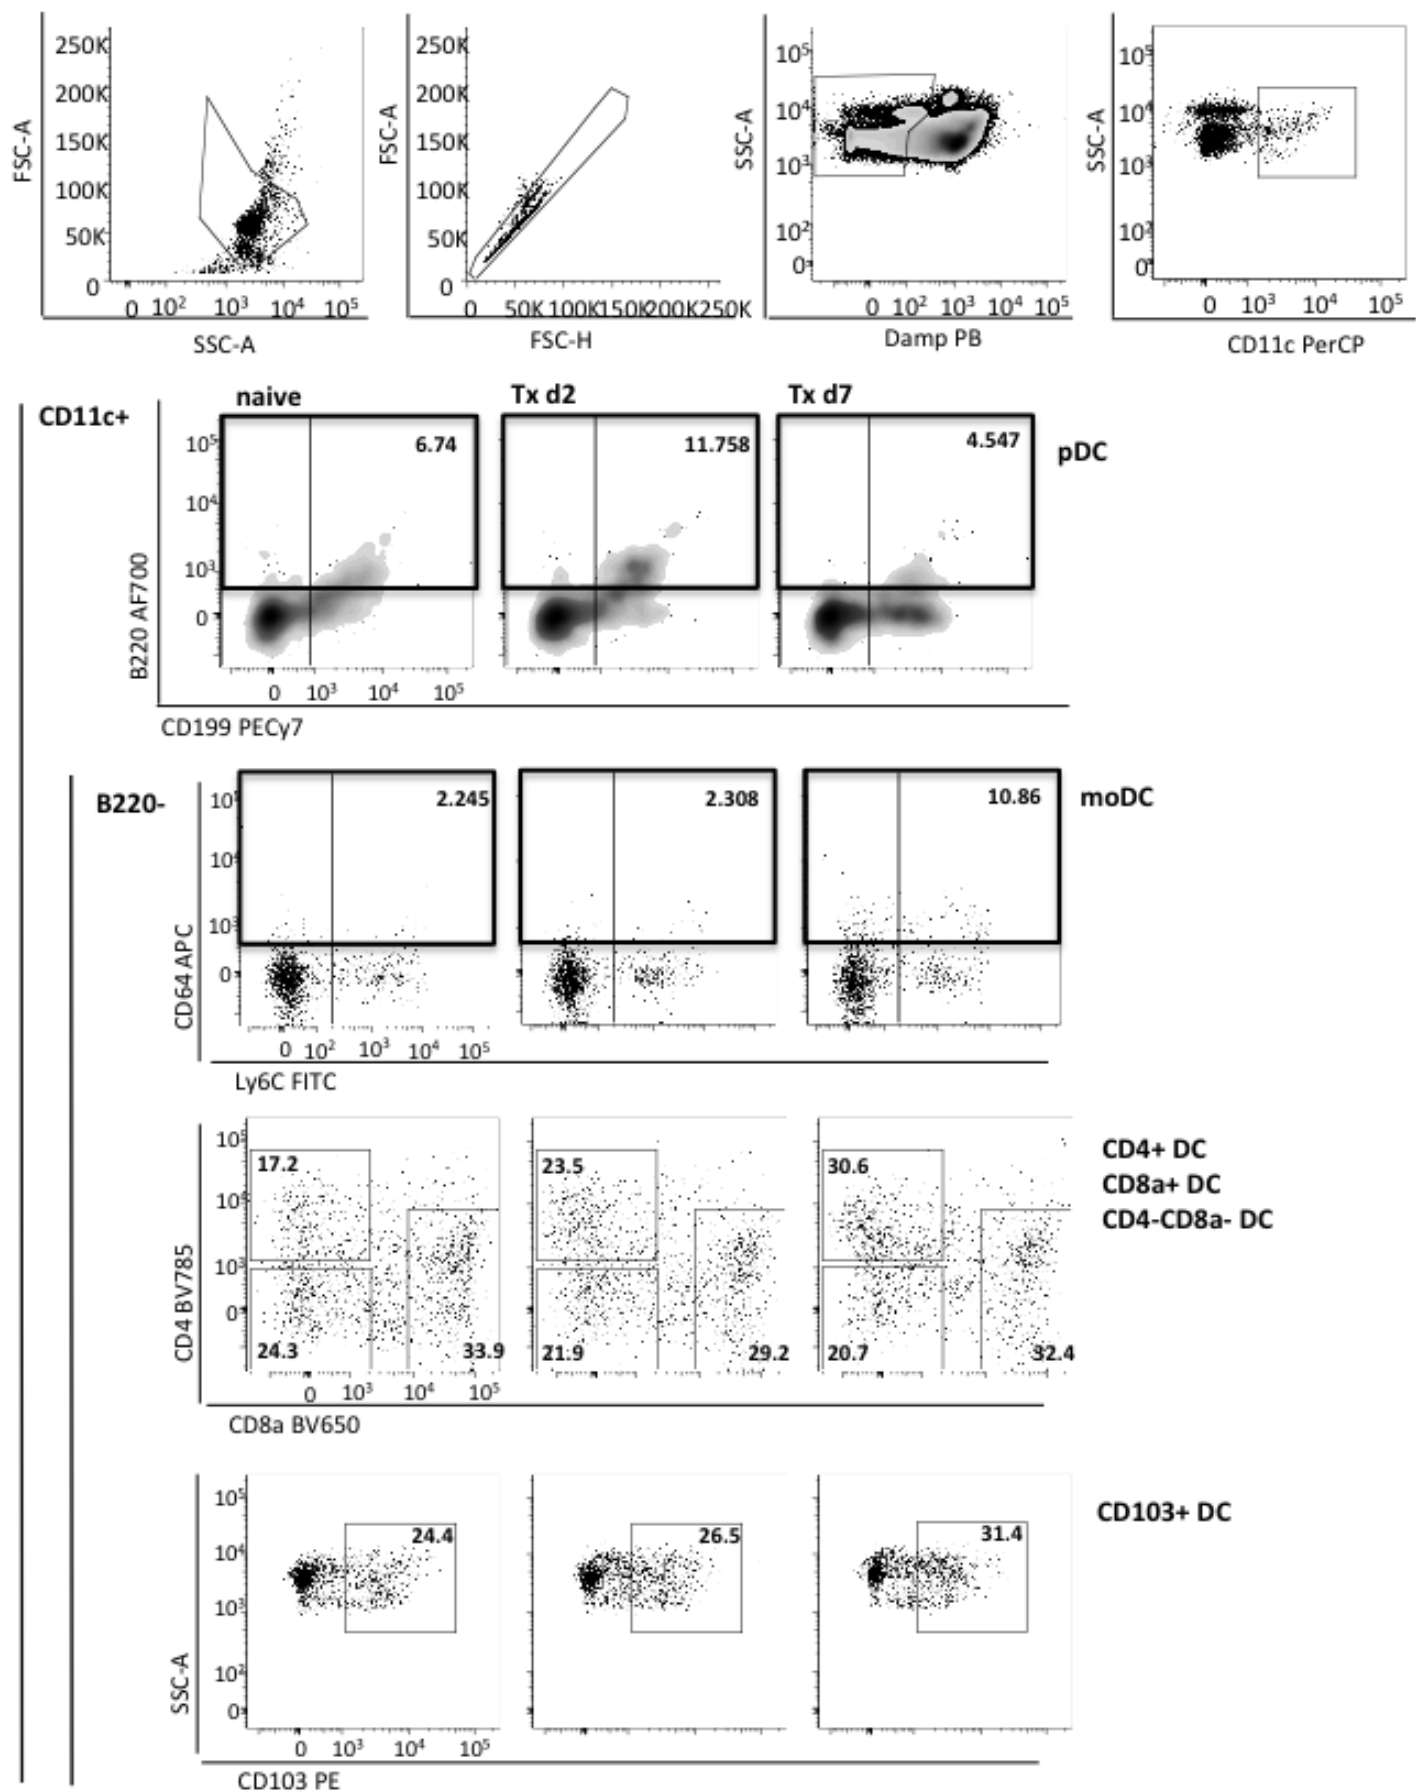 250K
200K
150K
100K
50K
0
FSC-A
0 10² 10³ 10⁴ 10⁵
SSC-A
250K
200K
150K
100K
50K
0
FSC-A
0 50K 100K 150K 200K 250K
FSC-H
10⁵
10⁴
10³
10²
0
SSC-A
0 10² 10³ 10⁴ 10⁵
Damp PB
10⁵
10⁴
10³
10²
0
SSC-A
0 10³ 10⁴ 10⁵
CD11c PerCP
CD11c+
naive Tx d2 Tx d7
6.74 11.758 4.547
pDC
10⁵
10⁴
10³
0
B220 AF700
0 10³ 10⁴ 10⁵
CD199 PECy7
B220-
2.245 2.308 10.86
moDC
10⁵
10⁴
10³
0
CD64 APC
0 10² 10³ 10⁴ 10⁵
Ly6C FITC
10⁵
10⁴
10³
0
CD4 BV785
17.2 23.5 30.6
24.3 33.9 21.9 29.2 20.7 32.4
CD4+ DC
CD8a+ DC
CD4-CD8a- DC
0 10³ 10⁴ 10⁵
CD8a BV650
10⁵
10⁴
10³
10²
0
SSC-A
24.4 26.5 31.4
CD103+ DC
0 10³ 10⁴ 10⁵
CD103 PE